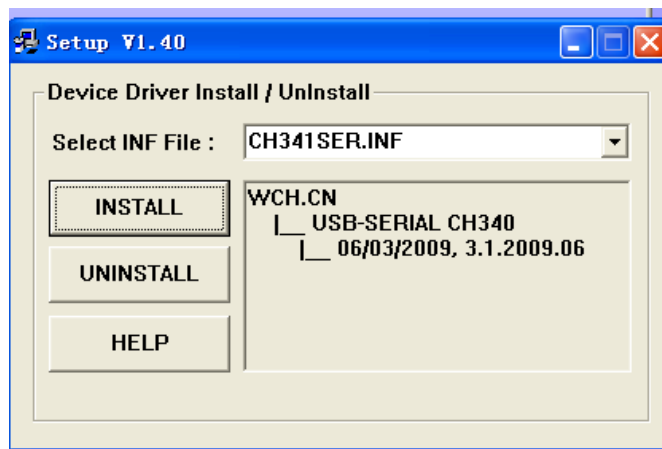 Setup V1.40
Device Driver Install / UnInstall
Select INF File : CH341SER.INF
INSTALL
UNINSTALL
HELP
WCH.CN
|__ USB-SERIAL CH340
|__ 06/03/2009, 3.1.2009.06